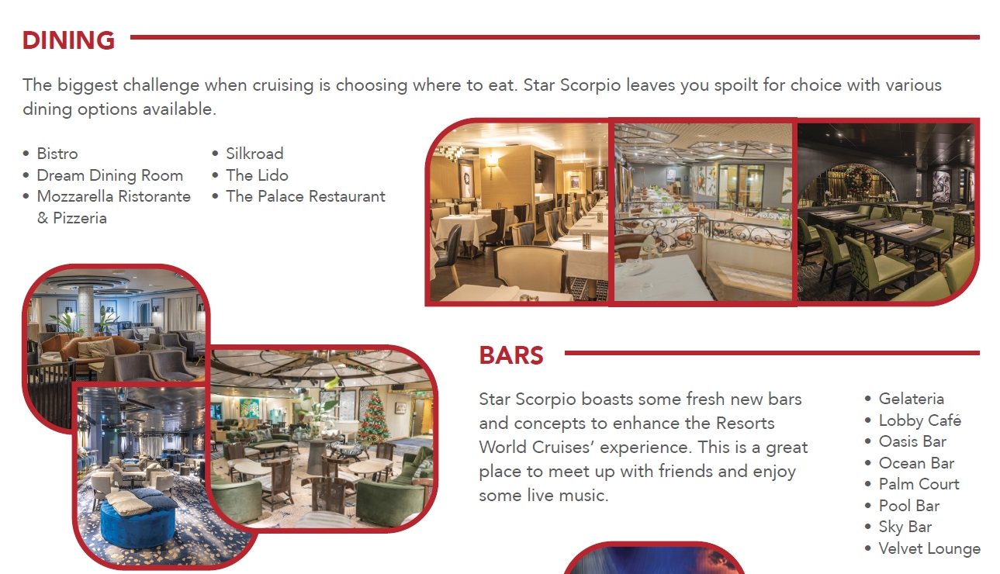 DINING
The biggest challenge when cruising is choosing where to eat. Star Scorpio leaves you spoilt for choice with various
dining options available.
• Bistro
• Dream Dining Room
• Mozzarella Ristorante
& Pizzeria
• Silkroad
• The Lido
• The Palace Restaurant
BARS
Star Scorpio boasts some fresh new bars
and concepts to enhance the Resorts
World Cruises’ experience. This is a great
place to meet up with friends and enjoy
some live music.
• Gelateria
• Lobby Café
• Oasis Bar
• Ocean Bar
• Palm Court
• Pool Bar
• Sky Bar
• Velvet Lounge